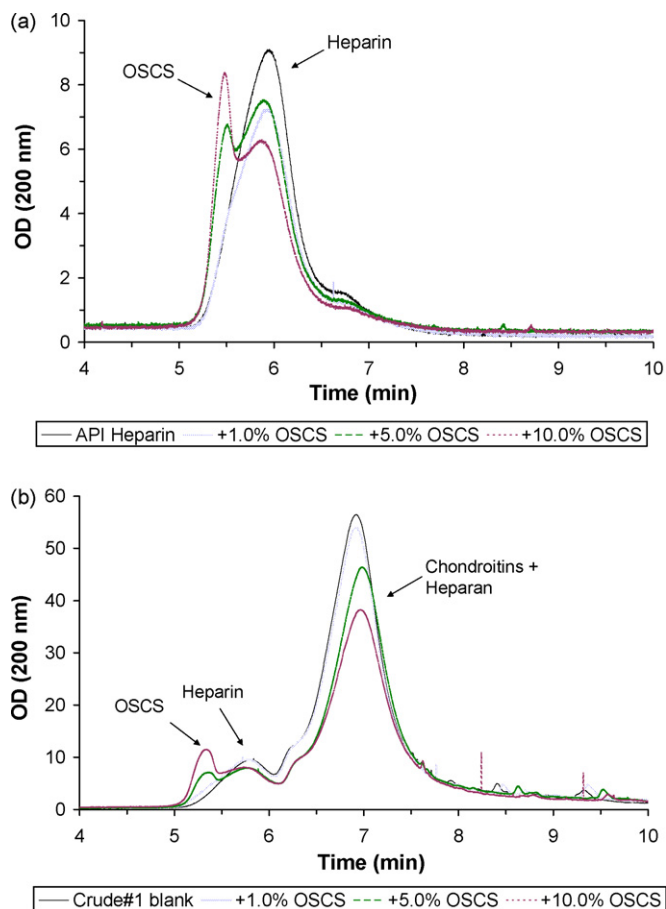 (a)
10
8
6
4
2
0
OD (200 nm)
OSCS
Heparin
4 5 6 7 8 9 10
Time (min)
API Heparin +1.0% OSCS +5.0% OSCS +10.0% OSCS
(b)
60
50
40
30
20
10
0
OD (200 nm)
OSCS
Heparin
Chondroitins +
Heparan
4 5 6 7 8 9 10
Time (min)
Crude#1 blank +1.0% OSCS +5.0% OSCS +10.0% OSCS